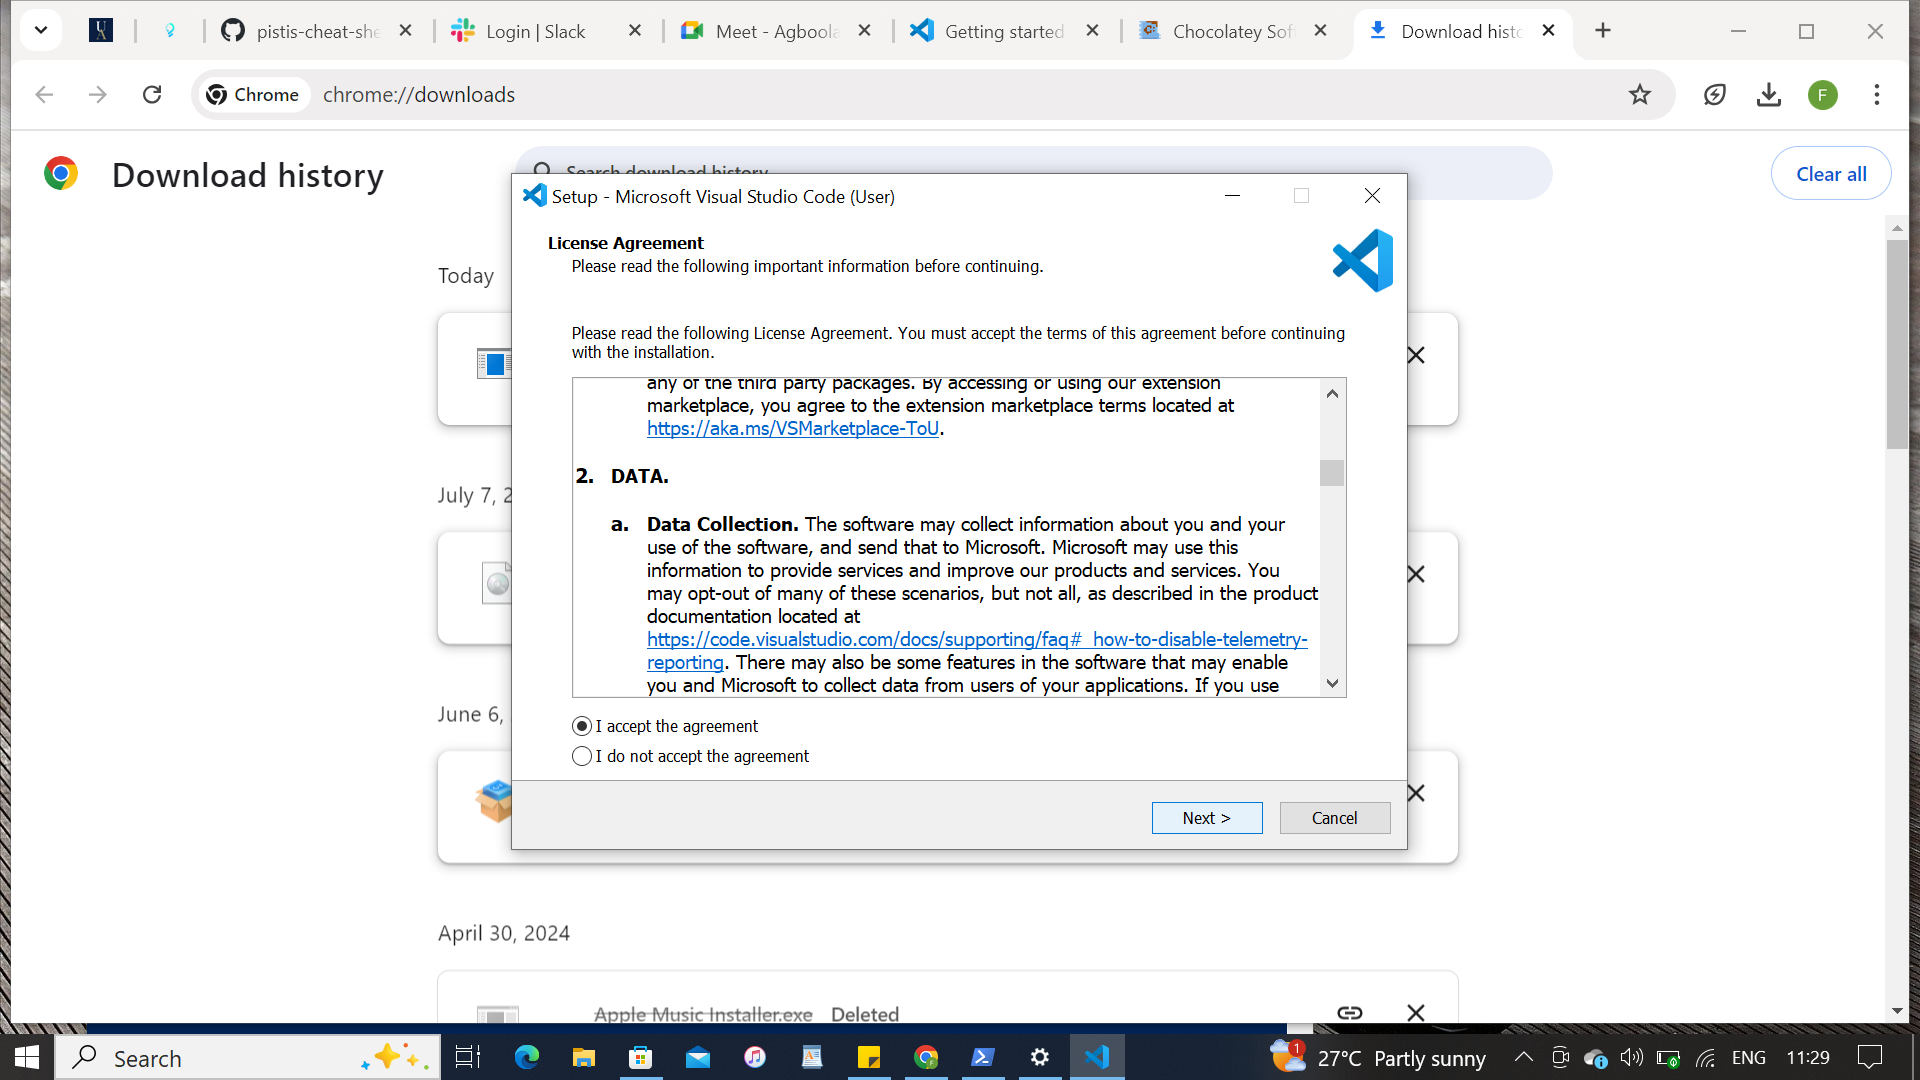 pistis-cheat-she
Login | Slack
Meet - Agboola
Getting started
Chocolatey Soft
Download histo
Chrome
chrome://downloads
F
Download history
Search download history
Clear all
Setup - Microsoft Visual Studio Code (User)
License Agreement
Please read the following important information before continuing.
Today
Please read the following License Agreement. You must accept the terms of this agreement before continuing
with the installation.
any of the third party packages. By accessing or using our extension
marketplace, you agree to the extension marketplace terms located at
https://aka.ms/VSMarketplace-ToU.
2. DATA.
July 7, 2
a. Data Collection. The software may collect information about you and your
use of the software, and send that to Microsoft. Microsoft may use this
information to provide services and improve our products and services. You
may opt-out of many of these scenarios, but not all, as described in the product
documentation located at
https://code.visualstudio.com/docs/supporting/faq#_how-to-disable-telemetry-
reporting. There may also be some features in the software that may enable
you and Microsoft to collect data from users of your applications. If you use
June 6,
I accept the agreement
I do not accept the agreement
Next >
Cancel
April 30, 2024
Apple Music Installer.exe Deleted
Search
1
27°C Partly sunny
ENG
11:29